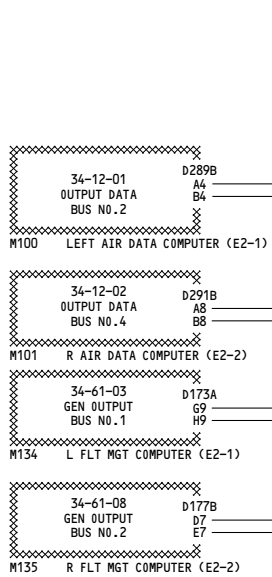 34-12-01
OUTPUT DATA
BUS NO.2
D289B
A4
B4
M100 LEFT AIR DATA COMPUTER (E2-1)
34-12-02
OUTPUT DATA
BUS NO.4
D291B
A8
B8
M101 R AIR DATA COMPUTER (E2-2)
34-61-03
GEN OUTPUT
BUS NO.1
D173A
G9
H9
M134 L FLT MGT COMPUTER (E2-1)
34-61-08
GEN OUTPUT
BUS NO.2
D177B
D7
E7
M135 R FLT MGT COMPUTER (E2-2)